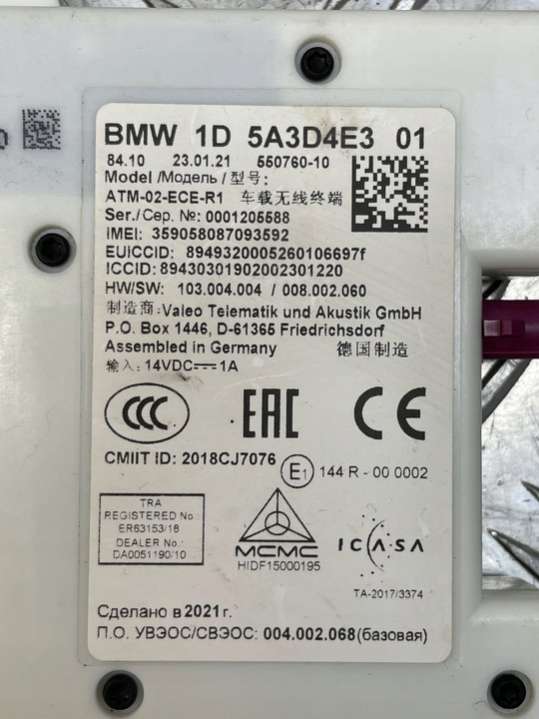 BMW 1D 5A3D4E3 01
84.10 23.01.21 550760-10
Model /Модель/型号:
ATM-02-ECE-R1 车载无线终端
Ser./Сер. №: 0001205588
IMEI: 359058087093592
EUICCID: 8949320005260106697f
ICCID: 89430301902002301220
HW/SW: 103.004.004 / 008.002.060
制造商:Valeo Telematik und Akustik GmbH
P.O. Box 1446, D-61365 Friedrichsdorf
Assembled in Germany 德国制造
输入: 14VDC⎓1A
CCC EAC CE
CMIIT ID: 2018CJ7076 E1 144 R - 00 0002
TRA
REGISTERED No
ER63153/18
DEALER No:
DA0051190/10
MCMC
HIDF15000195
ICASA
TA-2017/3374
Сделано в 2021г.
П.О. УВЭОС/СВЭОС: 004.002.068(базовая)